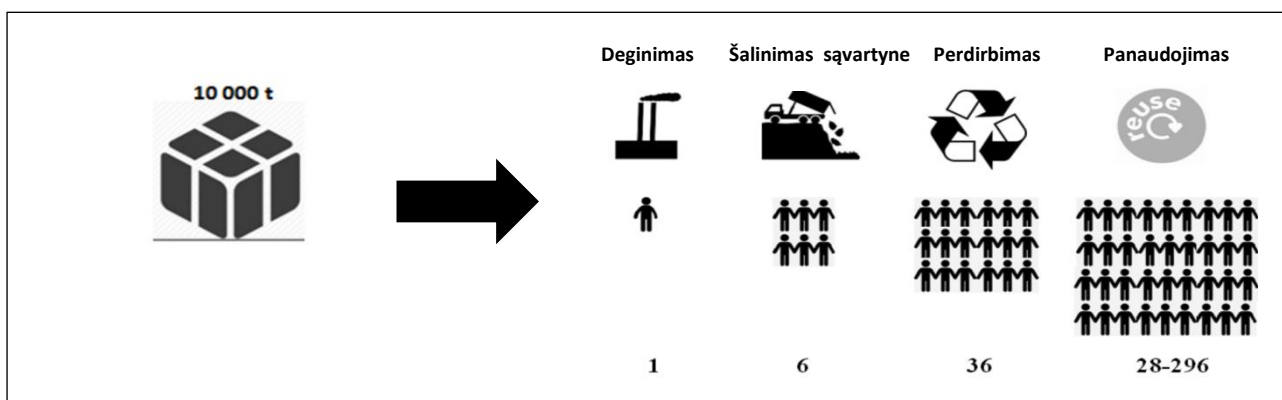 Deginimas Šalinimas sąvartyne Perdirbimas Panaudojimas
10 000 t
reuse
1 6 36 28-296